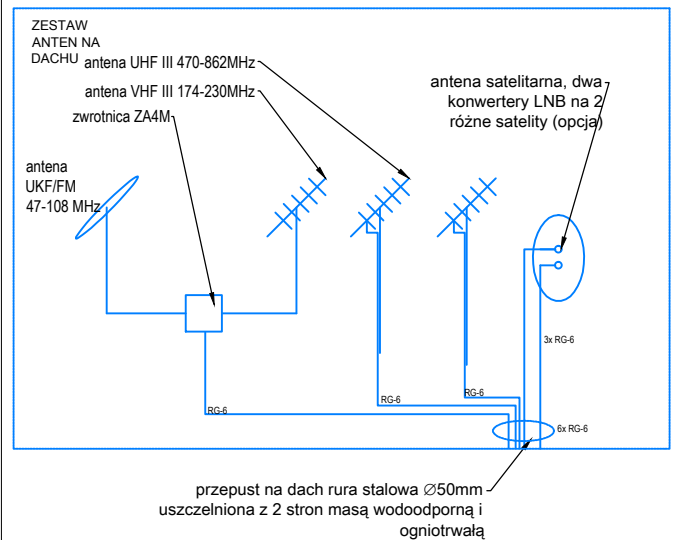 ZESTAW
ANTEN NA
DACHU
antena UHF III 470-862MHz
antena VHF III 174-230MHz
zwrotnica ZA4M
antena satelitarna, dwa
konwertery LNB na 2
różne satelity (opcja)
antena
UKF/FM
47-108 MHz
3x RG-6
RG-6
RG-6
RG-6
6x RG-6
przepust na dach rura stalowa ∅50mm
uszczelniona z 2 stron masą wodoodporną i
ogniotrwałą